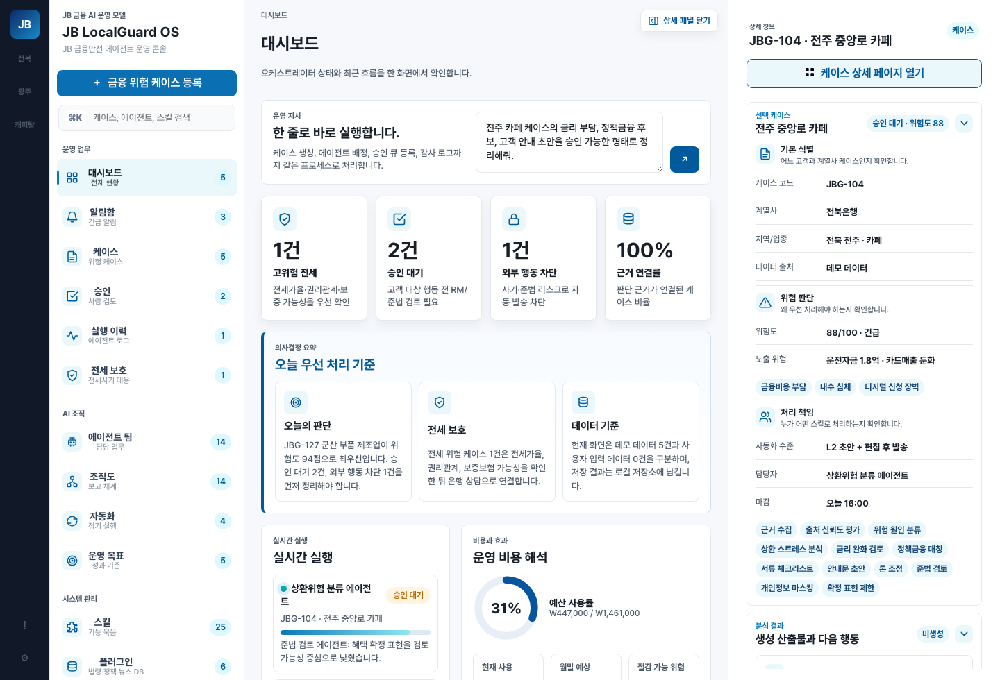 JB
전북
광주
캐피탈
!
JB 금융 AI 운영 모델
JB LocalGuard OS
JB 금융안전 에이전트 운영 콘솔
+ 금융 위험 케이스 등록
⌘K 케이스, 에이전트, 스킬 검색
운영 업무
대시보드
전체 현황
5
알림함
긴급 알림
3
케이스
위험 케이스
5
승인
사람 검토
2
실행 이력
에이전트 로그
1
전세 보호
전세사기 대응
1
AI 조직
에이전트 팀
담당 업무
14
조직도
보고 체계
14
자동화
정기 실행
4
운영 목표
성과 기준
5
시스템 관리
스킬
기능 묶음
25
플러그인
법령·정책·뉴스·DB
6
대시보드
상세 패널 닫기
대시보드
오케스트레이터 상태와 최근 흐름을 한 화면에서 확인합니다.
운영 지시
한 줄로 바로 실행합니다.
케이스 생성, 에이전트 배정, 승인 큐 등록, 감사 로그까
지 같은 프로세스로 처리합니다.
전주 카페 케이스의 금리 부담, 정책금융 후
보, 고객 안내 초안을 승인 가능한 형태로 정
리해줘.
1건
고위험 전세
전세가율·권리관계·보
증 가능성을 우선 확인
2건
승인 대기
고객 대상 행동 전 RM/
준법 검토 필요
1건
외부 행동 차단
사기·준법 리스크로 자
동 발송 차단
100%
근거 연결률
판단 근거가 연결된 케
이스 비율
의사결정 요약
오늘 우선 처리 기준
오늘의 판단
JBG-127 군산 부품 제조업이 위
험도 94점으로 최우선입니다. 승
인 대기 2건, 외부 행동 차단 1건을
먼저 정리해야 합니다.
전세 보호
전세 위험 케이스 1건은 전세가율,
권리관계, 보증보험 가능성을 확인
한 뒤 은행 상담으로 연결합니다.
데이터 기준
현재 화면은 데모 데이터 5건과 사
용자 입력 데이터 0건을 구분하며,
저장 결과는 로컬 저장소에 남깁니
다.
실시간 실행
실시간 실행
상환위험 분류 에이전
트
승인 대기
JBG-104 · 전주 중앙로 카페
준법 검토 에이전트: 혜택 확정 표현을 검토
가능성 중심으로 낮췄습니다.
비용과 효과
운영 비용 해석
31%
예산 사용률
₩447,000 / ₩1,461,000
현재 사용
월말 예상
절감 가능 위험
상세 정보
JBG-104 · 전주 중앙로 카페
케이스
케이스 상세 페이지 열기
선택 케이스
전주 중앙로 카페
승인 대기 · 위험도 88
기본 식별
어느 고객과 계열사 케이스인지 확인합니다.
케이스 코드 JBG-104
계열사 전북은행
지역/업종 전북 전주 · 카페
데이터 출처 데모 데이터
위험 판단
왜 우선 처리해야 하는지 확인합니다.
위험도 88/100 · 긴급
노출 위험 운전자금 1.8억 · 카드매출 둔화
금융비용 부담 내수 침체 디지털 신청 장벽
처리 책임
누가 어떤 스킬로 처리하는지 확인합니다.
자동화 수준 L2 초안 + 편집 후 발송
담당자 상환위험 분류 에이전트
마감 오늘 16:00
근거 수집 출처 신뢰도 평가 위험 원인 분류
상환 스트레스 분석 금리 완화 검토 정책금융 매칭
서류 체크리스트 안내문 초안 톤 조정 준법 검토
개인정보 마스킹 확정 표현 제한
분석 결과
생성 산출물과 다음 행동
미생성